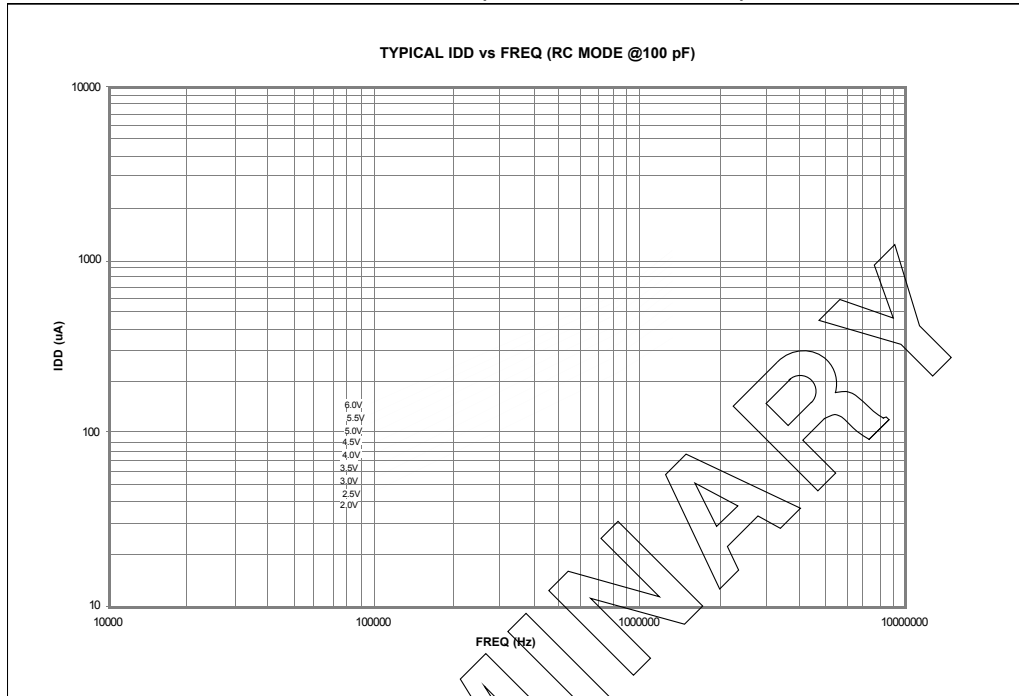 TYPICAL IDD vs FREQ (RC MODE @100 pF)
10000
1000
IDD (uA)
6.0V
5.5V
5.0V
4.5V
4.0V
3.5V
3.0V
2.5V
2.0V
100
10
10000 100000 1000000 10000000
FREQ (Hz)
MINARY